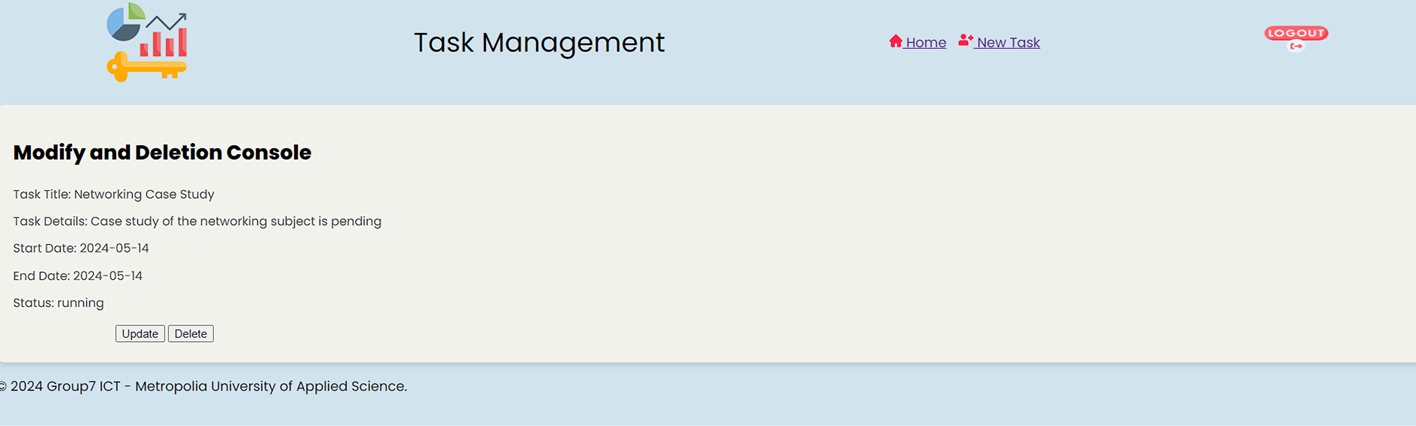 Task Management
Home
New Task
LOGOUT
Modify and Deletion Console
Task Title: Networking Case Study
Task Details: Case study of the networking subject is pending
Start Date: 2024-05-14
End Date: 2024-05-14
Status: running
Update Delete
© 2024 Group7 ICT - Metropolia University of Applied Science.